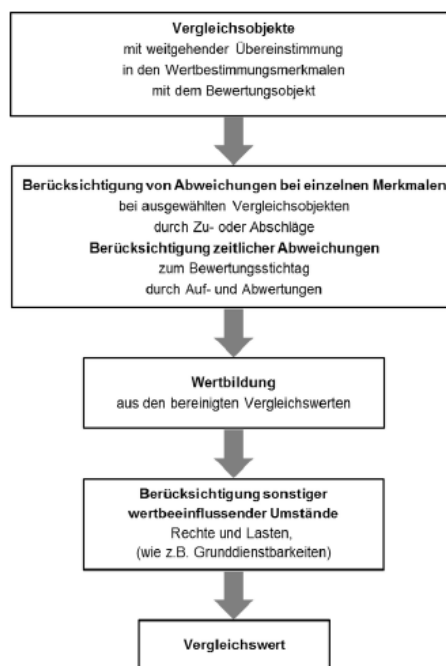 Vergleichsobjekte
mit weitgehender Übereinstimmung
in den Wertbestimmungsmerkmalen
mit dem Bewertungsobjekt
Berücksichtigung von Abweichungen bei einzelnen Merkmalen
bei ausgewählten Vergleichsobjekten
durch Zu- oder Abschläge
Berücksichtigung zeitlicher Abweichungen
zum Bewertungsstichtag
durch Auf- und Abwertungen
Wertbildung
aus den bereinigten Vergleichswerten
Berücksichtigung sonstiger
wertbeeinflussender Umstände
Rechte und Lasten,
(wie z.B. Grunddienstbarkeiten)
Vergleichswert